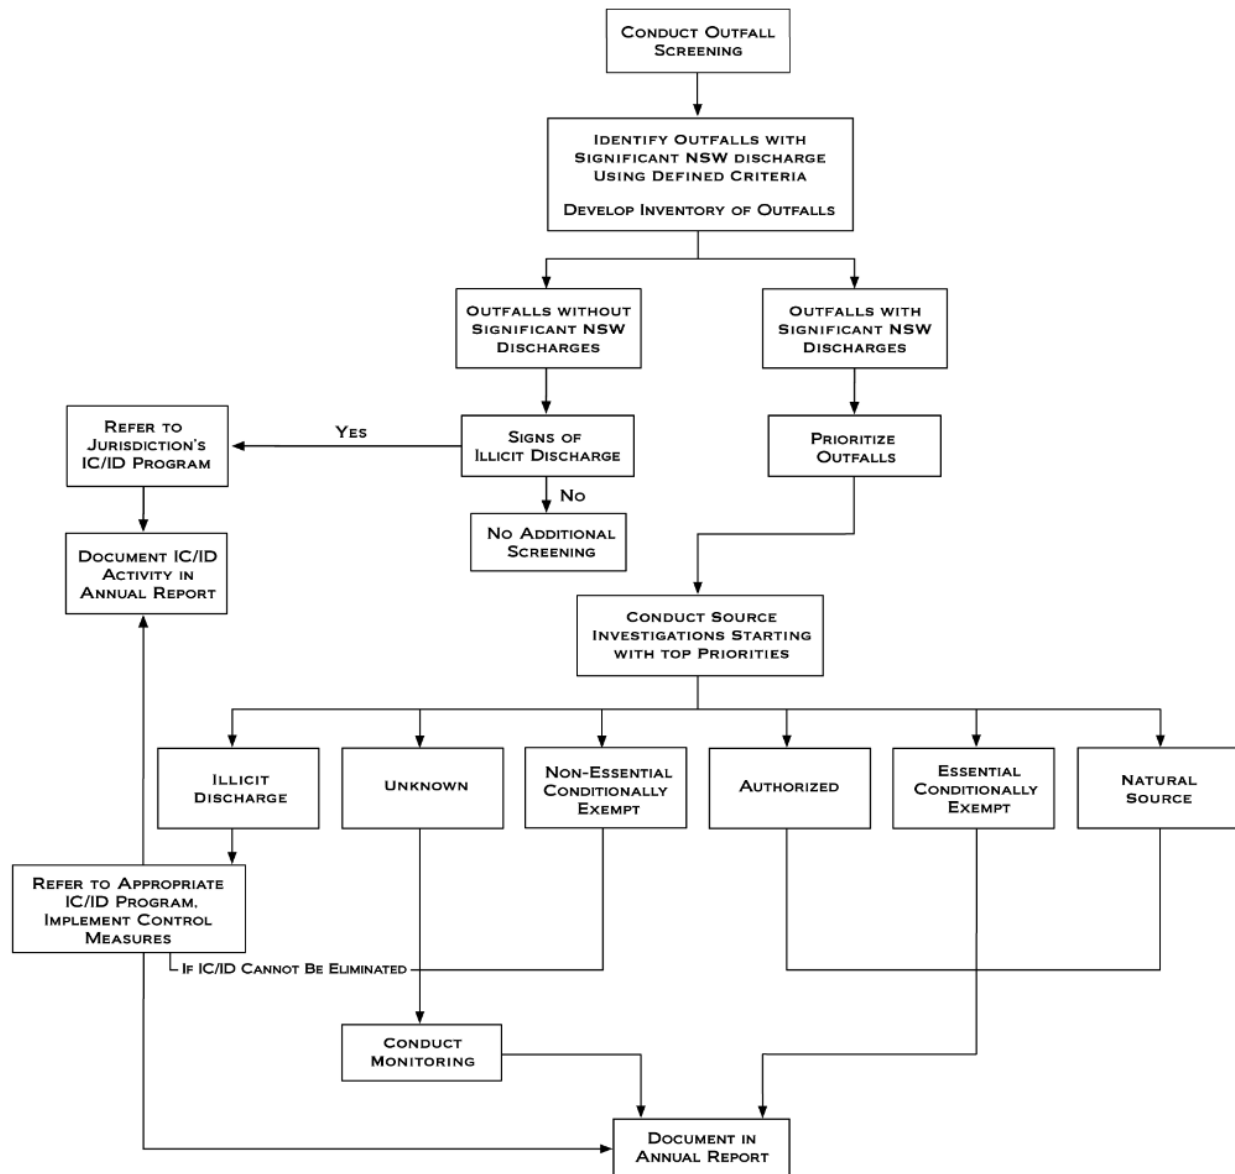 Conduct Outfall
Screening
Identify Outfalls with
Significant NSW discharge
Using Defined Criteria
Develop Inventory of Outfalls
Outfalls without
Significant NSW
Discharges
Outfalls with
Significant NSW
Discharges
Refer to
Jurisdiction's
IC/ID Program
Yes
Signs of
Illicit Discharge
Prioritize
Outfalls
No
No Additional
Screening
Document IC/ID
Activity in
Annual Report
Conduct Source
Investigations Starting
with top Priorities
Illicit
Discharge
Unknown
Non-Essential
Conditionally
Exempt
Authorized
Essential
Conditionally
Exempt
Natural
Source
Refer to Appropriate
IC/ID Program,
Implement Control
Measures
If IC/ID Cannot Be Eliminated
Conduct
Monitoring
Document in
Annual Report